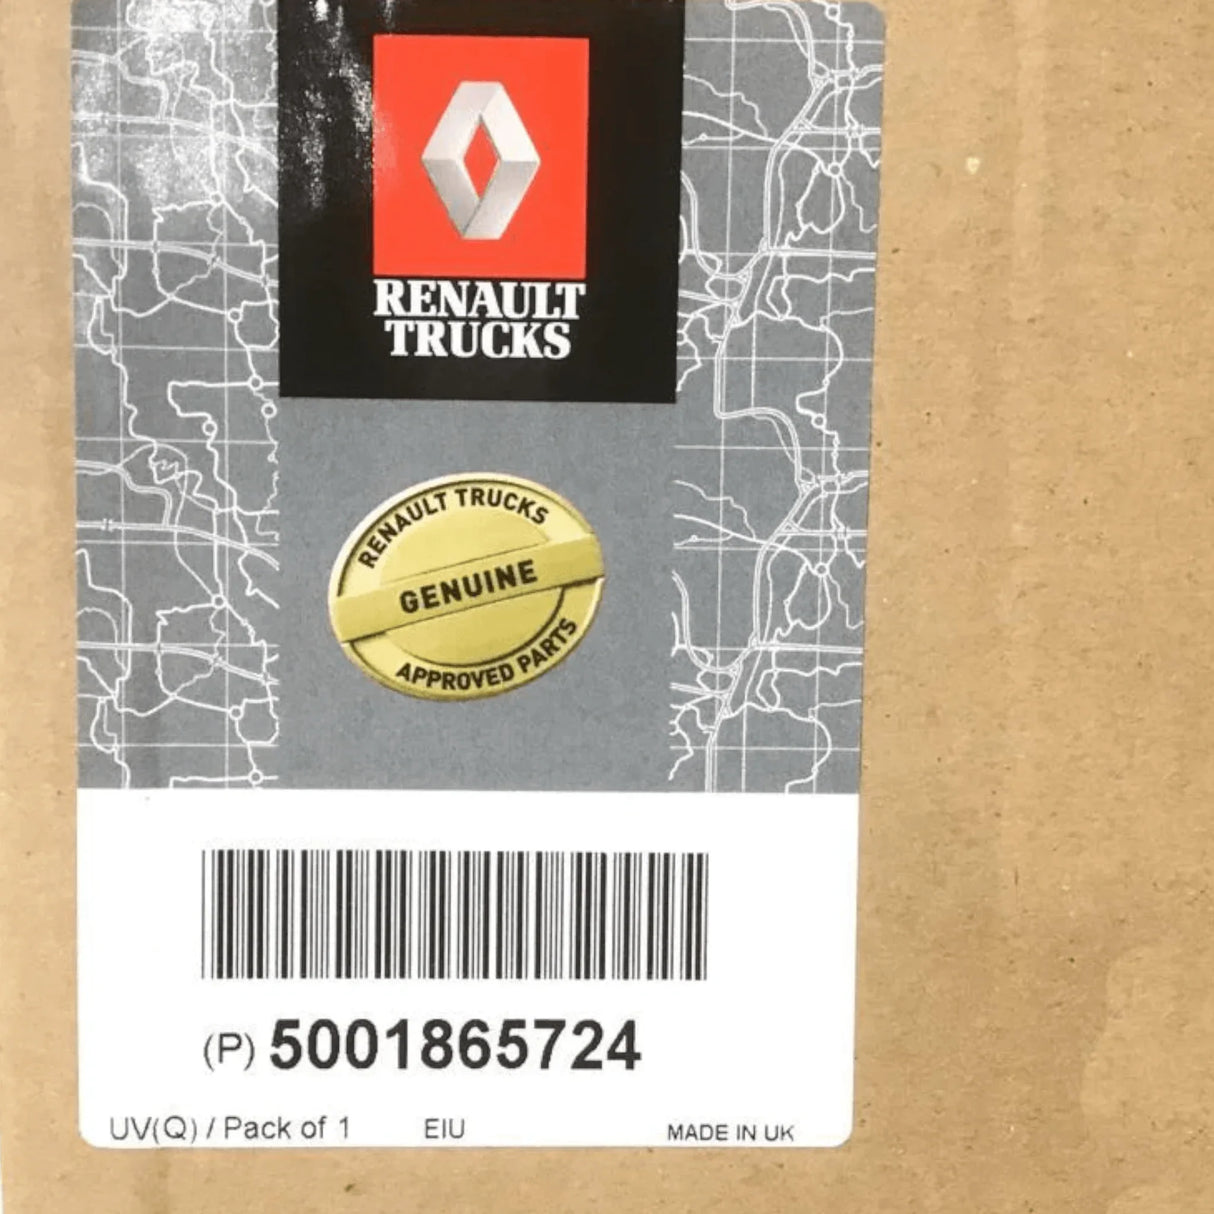 RENAULT
TRUCKS
RENAULT TRUCKS
GENUINE
APPROVED PARTS
(P) 5001865724
UV(Q) / Pack of 1 EIU MADE IN UK